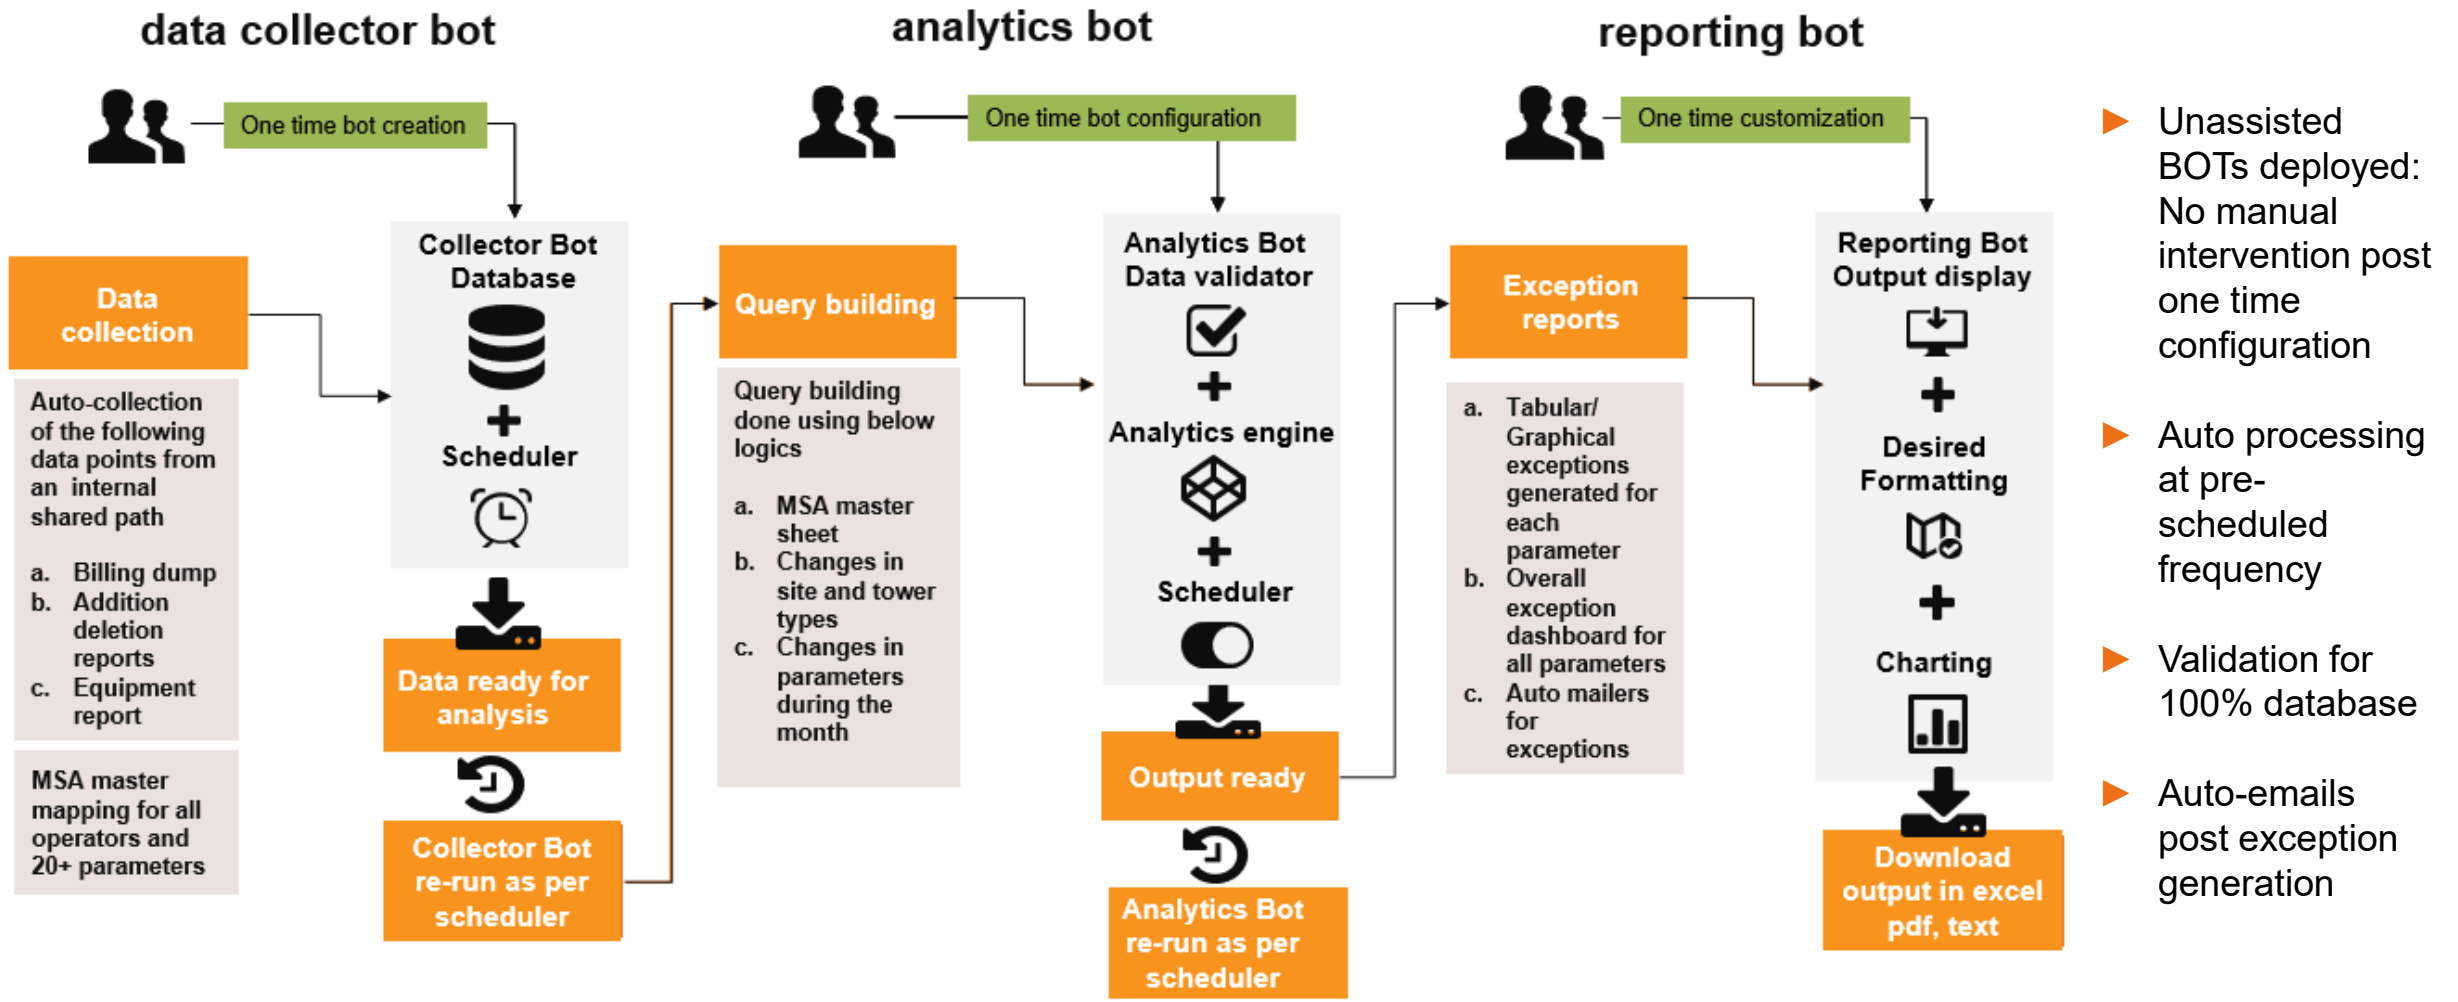 data collector bot
One time bot creation
Data
collection
Auto-collection
of the following
data points from
an internal
shared path
a. Billing dump
b. Addition
deletion
reports
c. Equipment
report
MSA master
mapping for all
operators and
20+ parameters
Collector Bot
Database
Scheduler
Data ready for
analysis
Collector Bot
re-run as per
scheduler
analytics bot
One time bot configuration
Query building
Query building
done using below
logics
a. MSA master
sheet
b. Changes in
site and tower
types
c. Changes in
parameters
during the
month
Analytics Bot
Data validator
Analytics engine
Scheduler
Output ready
Analytics Bot
re-run as per
scheduler
reporting bot
One time customization
Exception
reports
a. Tabular/
Graphical
exceptions
generated for
each
parameter
b. Overall
exception
dashboard for
all parameters
c. Auto mailers
for
exceptions
Reporting Bot
Output display
Desired
Formatting
Charting
Download
output in excel
pdf, text
Unassisted
BOTs deployed:
No manual
intervention post
one time
configuration
Auto processing
at pre-
scheduled
frequency
Validation for
100% database
Auto-emails
post exception
generation